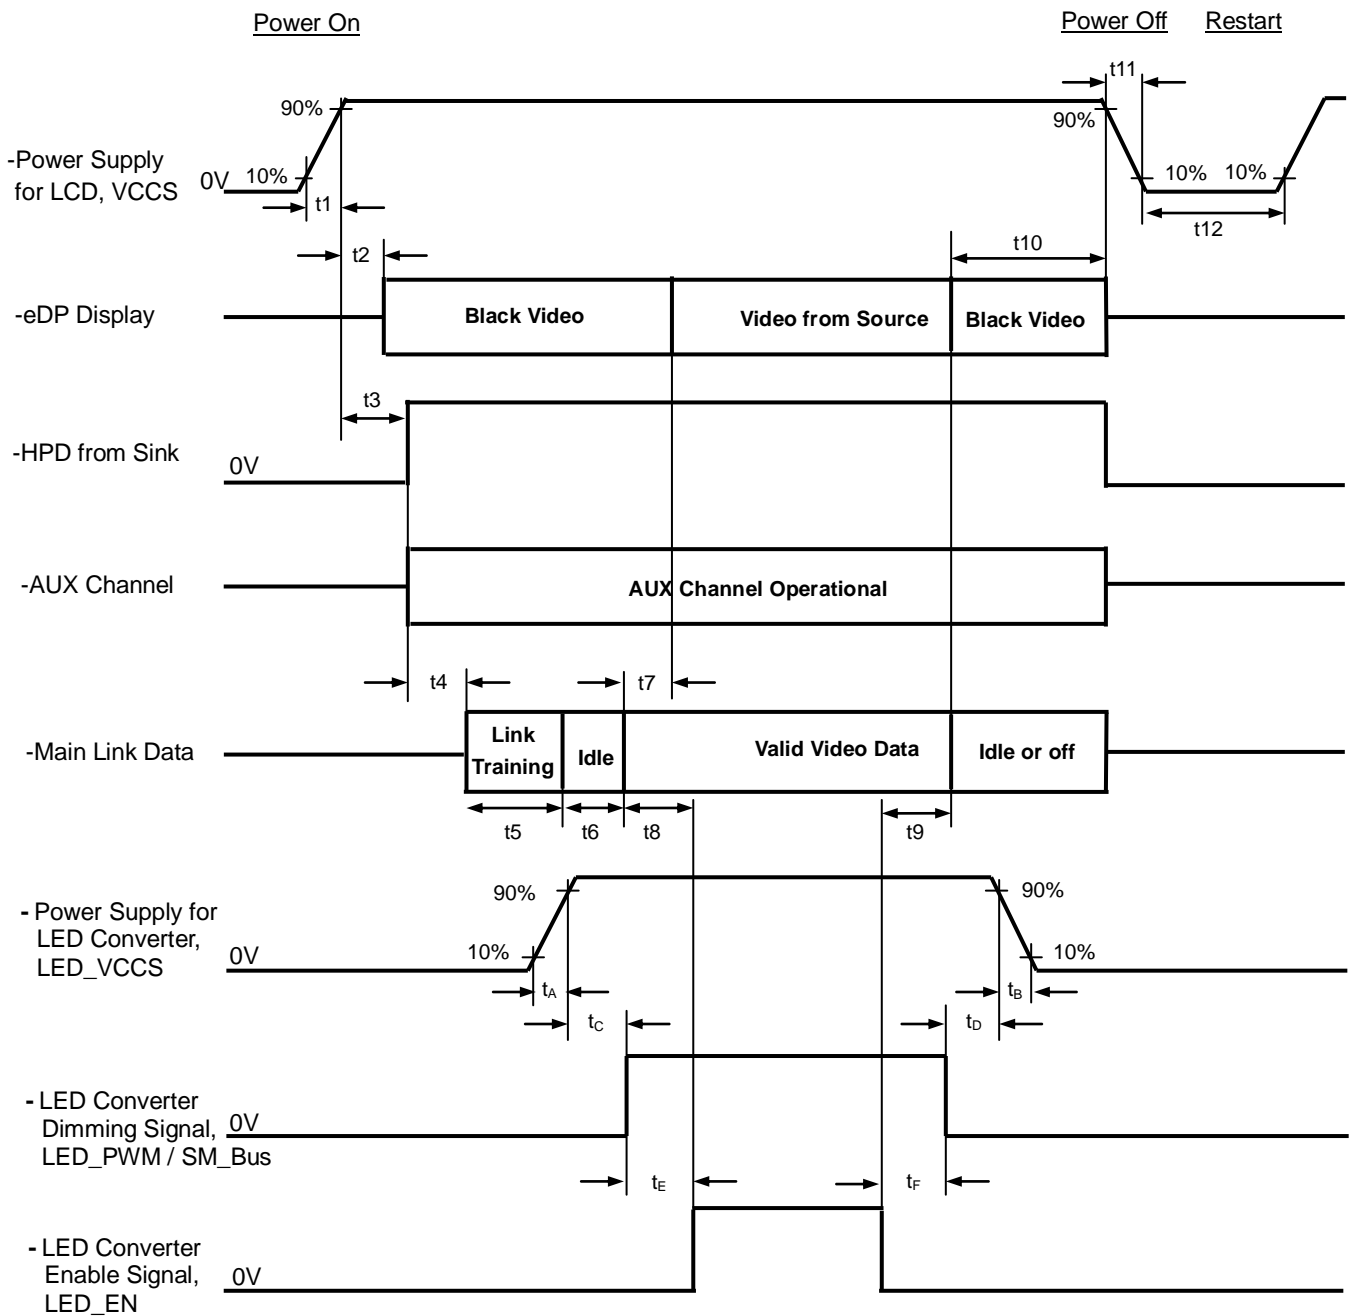 Power On
Power Off
Restart
t11
90%
90%
-Power Supply
for LCD, VCCS
0V
10%
10%
10%
t1
t12
t2
t10
-eDP Display
Black Video
Video from Source
Black Video
t3
-HPD from Sink
0V
-AUX Channel
AUX Channel Operational
t4
t7
-Main Link Data
Link
Training
Idle
Valid Video Data
Idle or off
t5
t6
t8
t9
90%
90%
- Power Supply for
LED Converter,
LED_VCCS
0V
10%
10%
tA
tB
tC
tD
- LED Converter
Dimming Signal,
LED_PWM / SM_Bus
0V
tE
tF
- LED Converter
Enable Signal,
LED_EN
0V